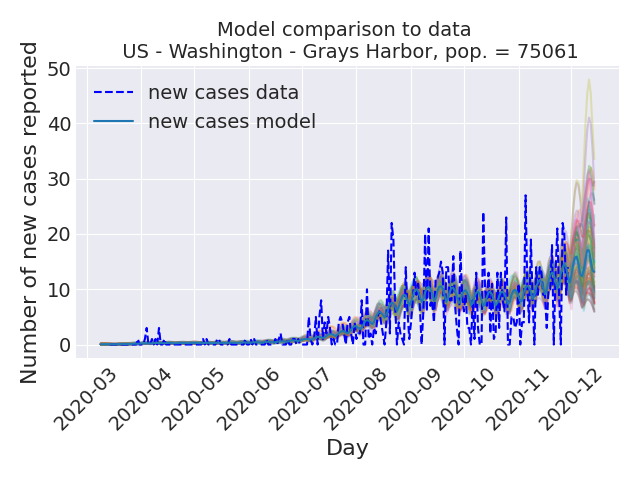 Model comparison to data
US - Washington - Grays Harbor, pop. = 75061
Number of new cases reported
50
40
30
20
10
0
new cases data
new cases model
2020-03
2020-04
2020-05
2020-06
2020-07
2020-08
2020-09
2020-10
2020-11
2020-12
Day